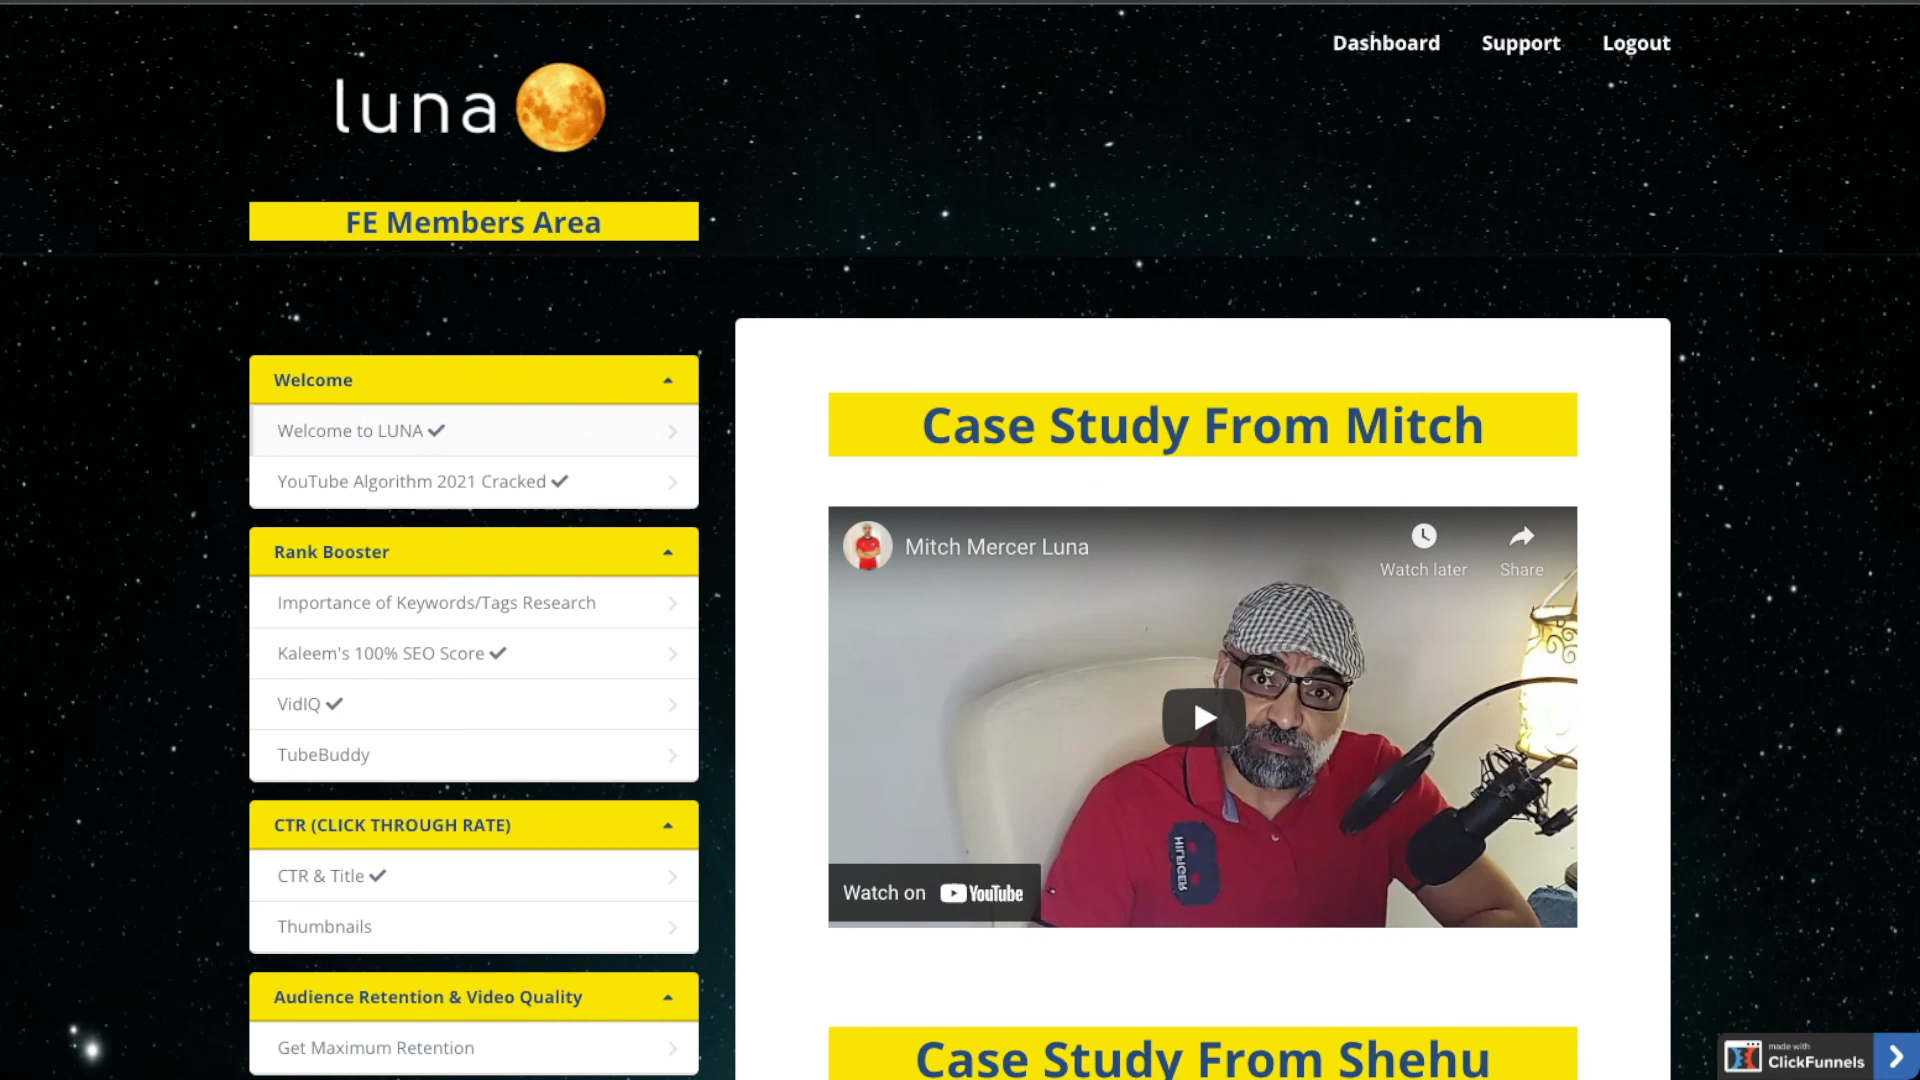 Dashboard
Support
Logout
luna
FE Members Area
Welcome
Welcome to LUNA
YouTube Algorithm 2021 Cracked
Rank Booster
Importance of Keywords/Tags Research
Kaleem's 100% SEO Score
VidIQ
TubeBuddy
CTR (CLICK THROUGH RATE)
CTR & Title
Thumbnails
Audience Retention & Video Quality
Get Maximum Retention
Case Study From Mitch
Mitch Mercer Luna
Watch later
Share
HILFIGER
Watch on YouTube
Case Study From Shehu
made with
ClickFunnels